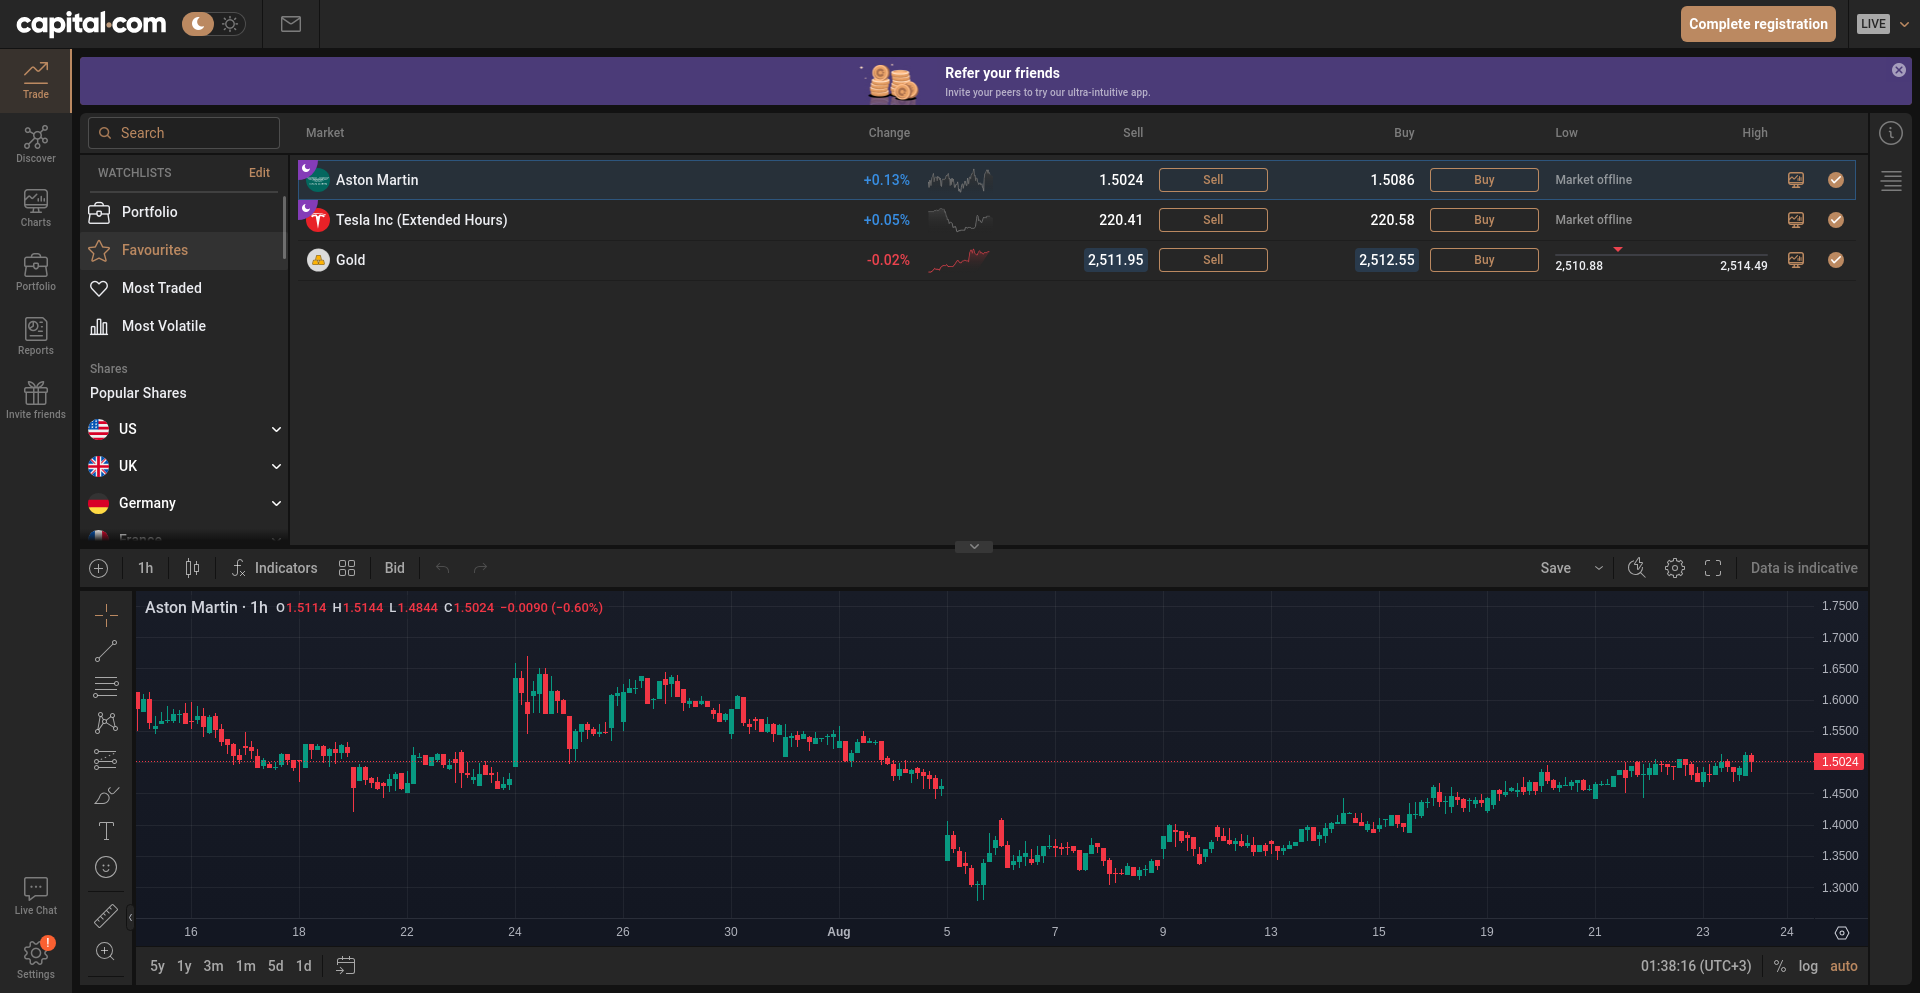 capital.com
Complete registration
LIVE
Trade
Discover
Charts
Portfolio
Reports
Invite friends
Live Chat
!
Settings
Refer your friends
Invite your peers to try our ultra-intuitive app.
Search
WATCHLISTS Edit
Portfolio
Favourites
Most Traded
Most Volatile
Shares
Popular Shares
US
UK
Germany
France
Market Change Sell Buy Low High
Aston Martin +0.13% 1.5024 Sell 1.5086 Buy Market offline
Tesla Inc (Extended Hours) +0.05% 220.41 Sell 220.58 Buy Market offline
Gold -0.02% 2,511.95 Sell 2,512.55 Buy 2,510.88 2,514.49
1h Indicators Bid Save Data is indicative
Aston Martin · 1h O1.5114 H1.5144 L1.4844 C1.5024 −0.0090 (−0.60%)
1.7500
1.7000
1.6500
1.6000
1.5500
1.5024
1.4500
1.4000
1.3500
1.3000
16 18 22 24 26 30 Aug 5 7 9 13 15 19 21 23 24
5y 1y 3m 1m 5d 1d 01:38:16 (UTC+3) % log auto